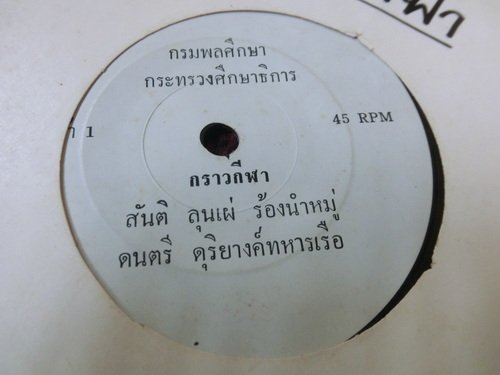 กรมพลศึกษา
กระทรวงศึกษาธิการ
1
45 RPM
กราวกีฬา
สันติ ลุนเผ่ ร้องนำหมู่
ดนตรี ดุริยางค์ทหารเรือ